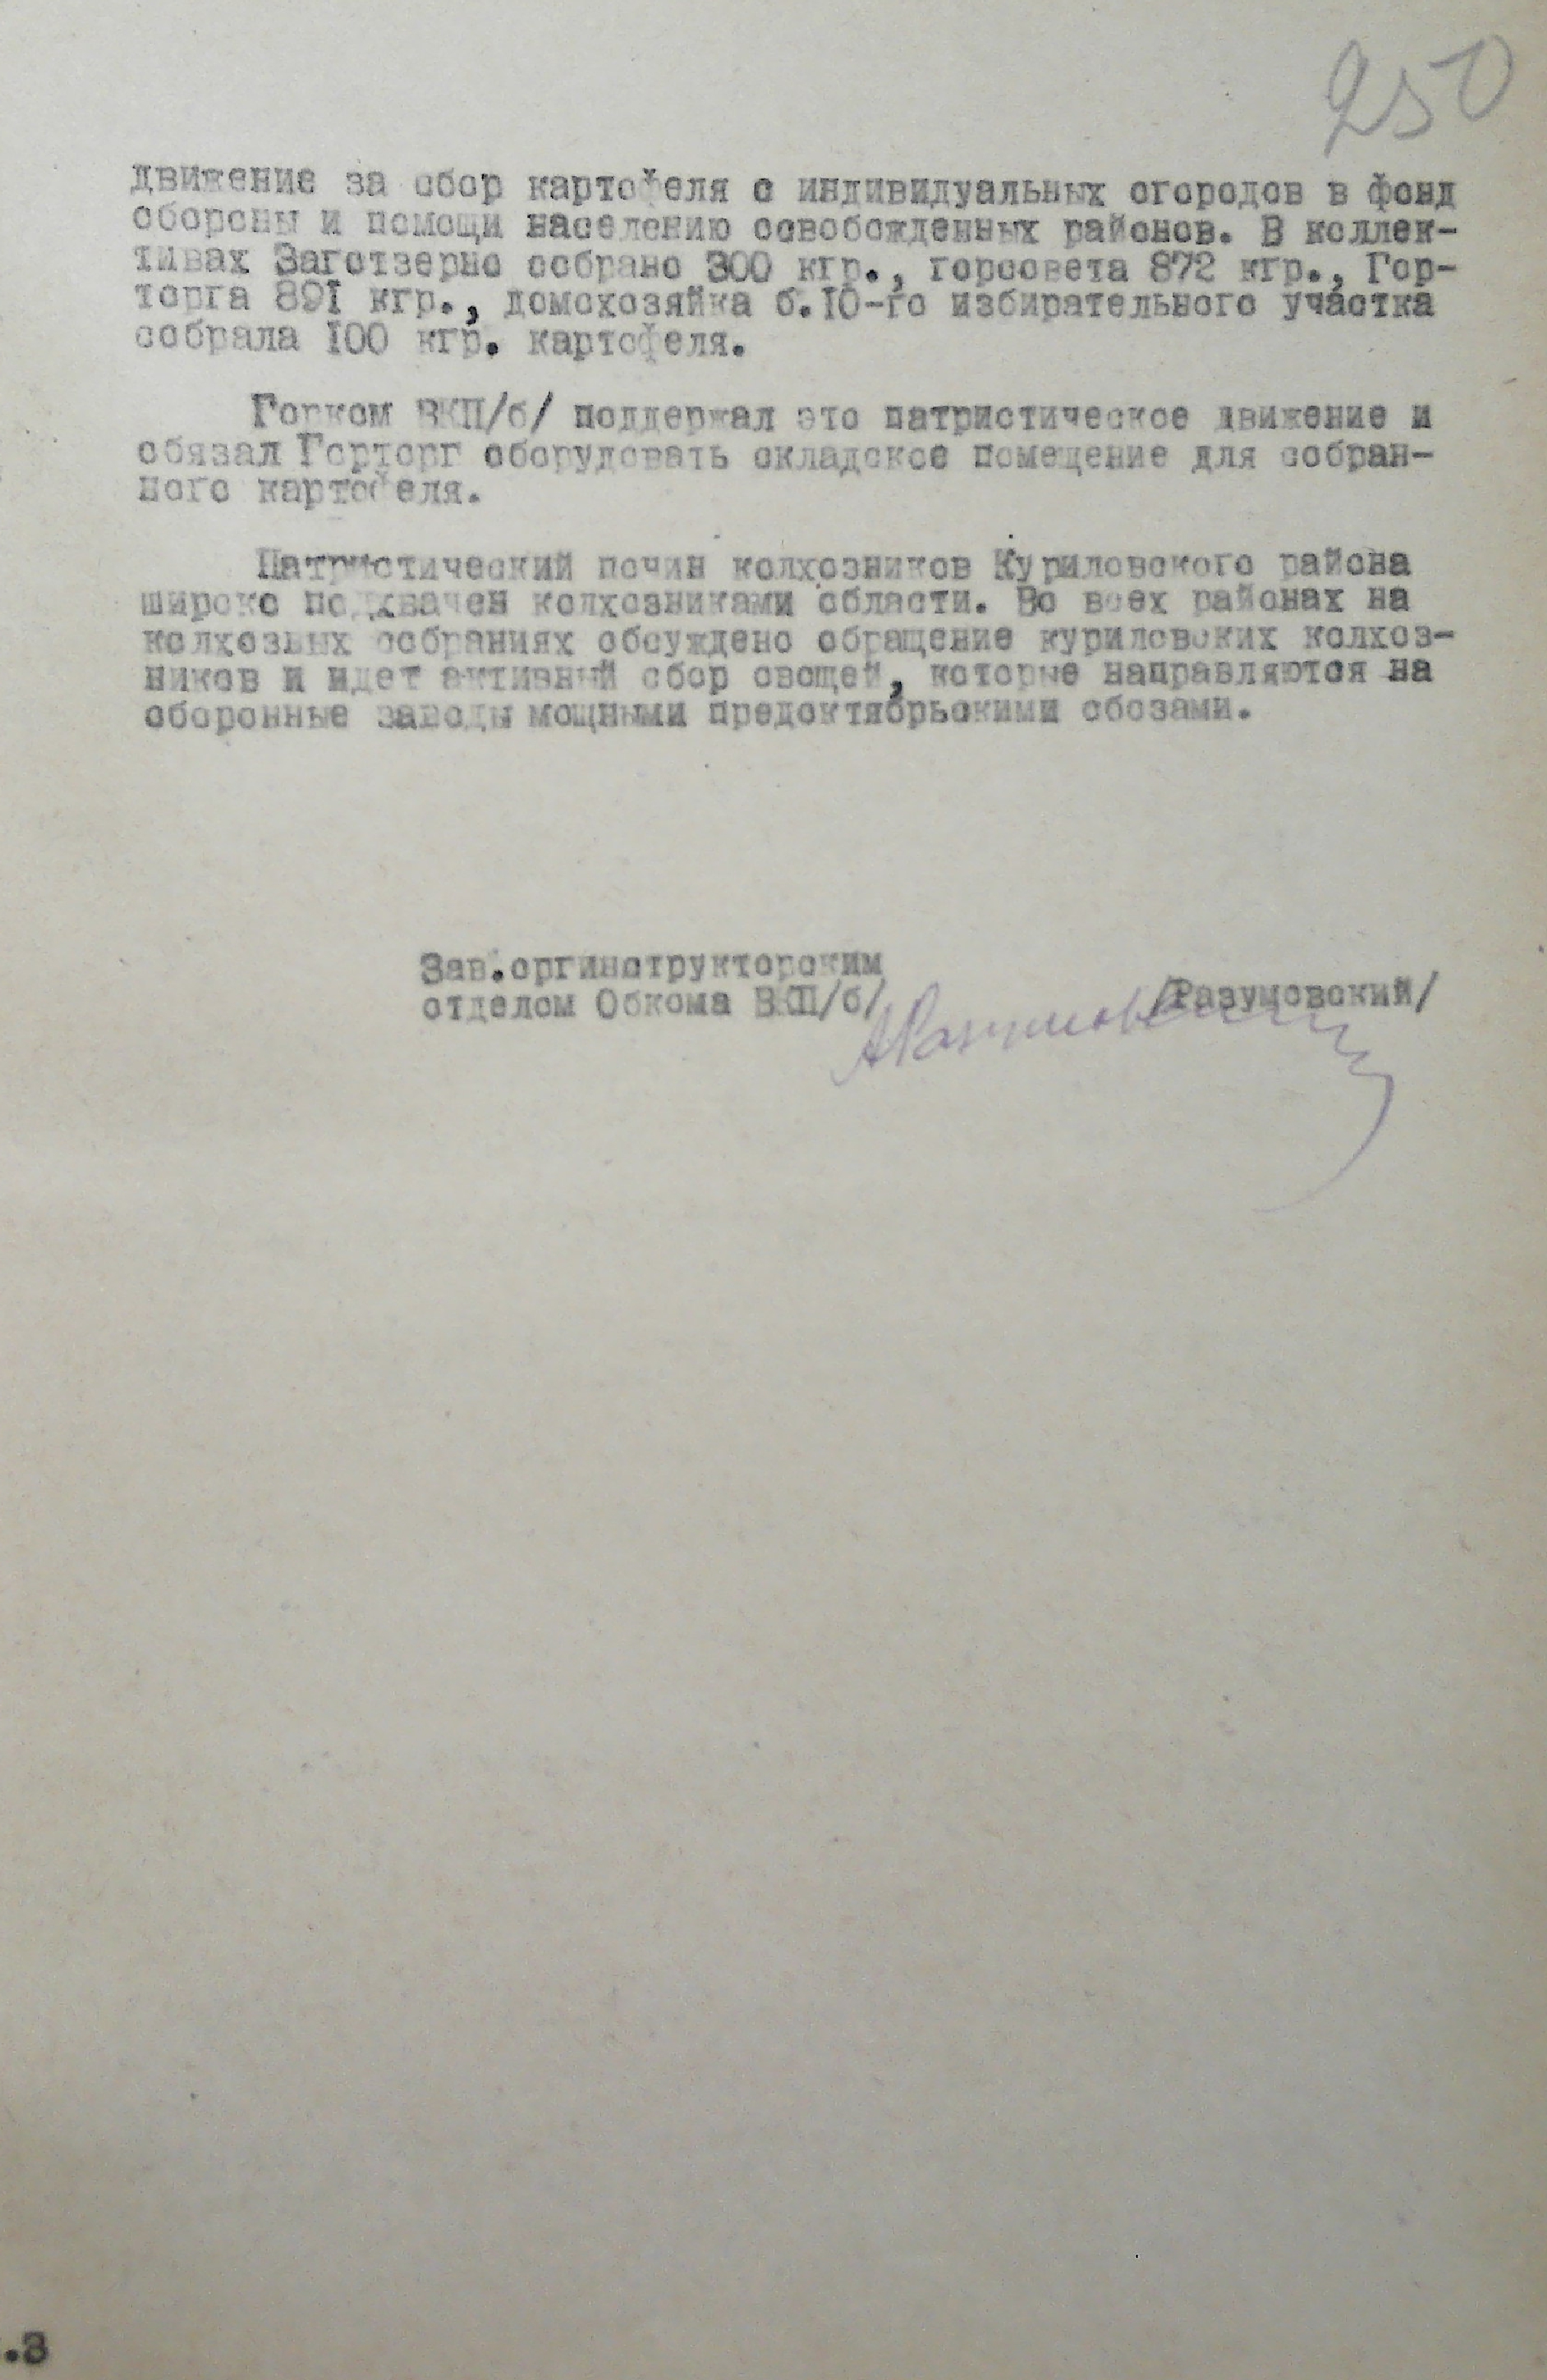 250
движение за сбор картофеля с индивидуальных огородов в фонд
обороны и помощи населению освобожденных районов. В коллек-
тивах Заготзерно собрано 300 кгр., горсовета 872 кгр., Гор-
торга 891 кгр., домохозяйка б.10-го избирательного участка
собрала 100 кгр. картофеля.
Горком ВКП/б/ поддержал это патриотическое движение и
обязал Горторг оборудовать складское помещение для собран-
ного картофеля.
Патриотический почин колхозников Куриловского района
широко подхвачен колхозниками области. Во всех районах на
колхозных собраниях обсуждено обращение куриловских колхоз-
ников и идет активный сбор овощей, которые направляются на
оборонные заводы мощными предоктябрьскими обозами.
Зав.оргинструкторским
отделом Обкома ВКП/б/ /Разумовский/
АРазумовский
.3